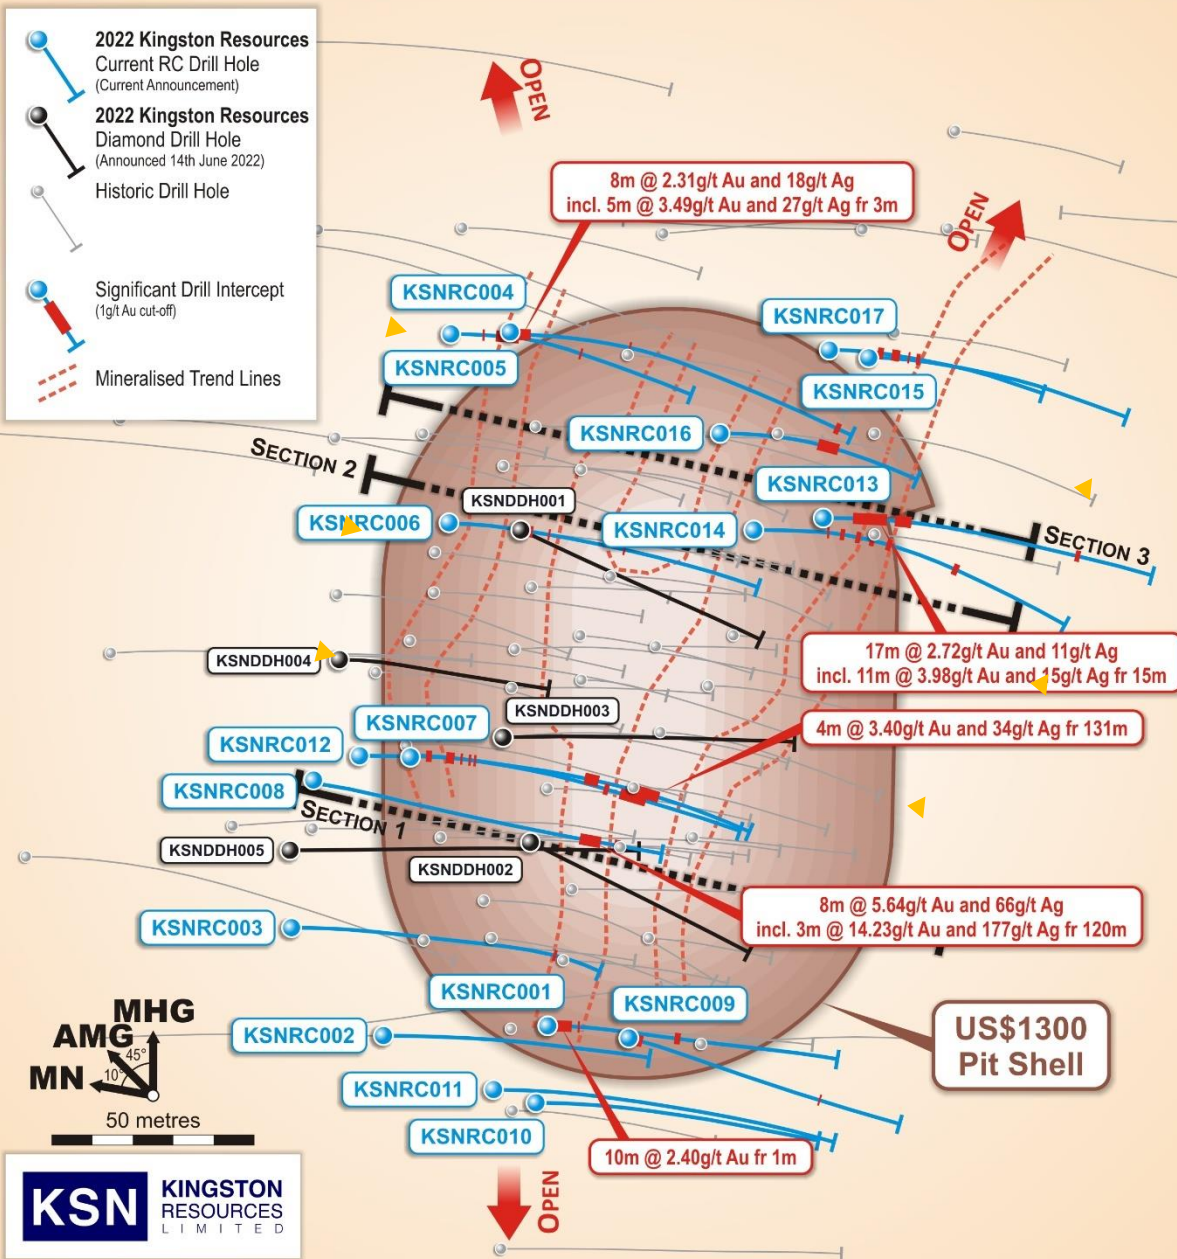 2022 Kingston Resources
Current RC Drill Hole
(Current Announcement)
2022 Kingston Resources
Diamond Drill Hole
(Announced 14th June 2022)
Historic Drill Hole
Significant Drill Intercept
(1g/t Au cut-off)
Mineralised Trend Lines
OPEN
8m @ 2.31g/t Au and 18g/t Ag
incl. 5m @ 3.49g/t Au and 27g/t Ag fr 3m
OPEN
KSNRC004
KSNRC017
KSNRC005
KSNRC015
KSNRC016
SECTION 2
KSNRC013
KSNDDH001
KSNRC006
KSNRC014
SECTION 3
17m @ 2.72g/t Au and 11g/t Ag
incl. 11m @ 3.98g/t Au and 15g/t Ag fr 15m
KSNDDH004
KSNDDH003
KSNRC007
4m @ 3.40g/t Au and 34g/t Ag fr 131m
KSNRC012
KSNRC008
SECTION 1
KSNDDH005
KSNDDH002
8m @ 5.64g/t Au and 66g/t Ag
incl. 3m @ 14.23g/t Au and 177g/t Ag fr 120m
KSNRC003
KSNRC001
KSNRC009
MHG
AMG
MN
45°
10°
KSNRC002
US$1300
Pit Shell
KSNRC011
50 metres
KSNRC010
10m @ 2.40g/t Au fr 1m
OPEN
KSN
KINGSTON
RESOURCES
LIMITED